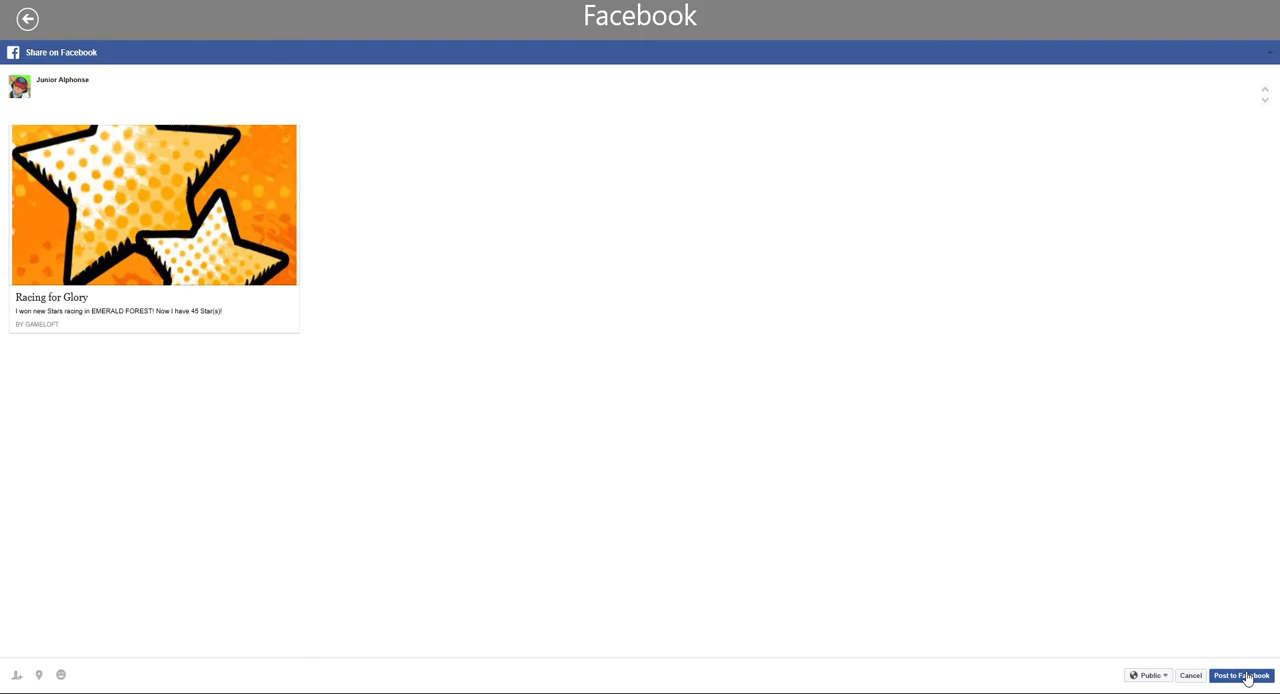 Facebook
Share on Facebook
Junior Alphonse
Racing for Glory
I won new Stars racing in EMERALD FOREST! Now I have 45 Star(s)!
BY GAMELOFT
Public
Cancel
Post to Facebook